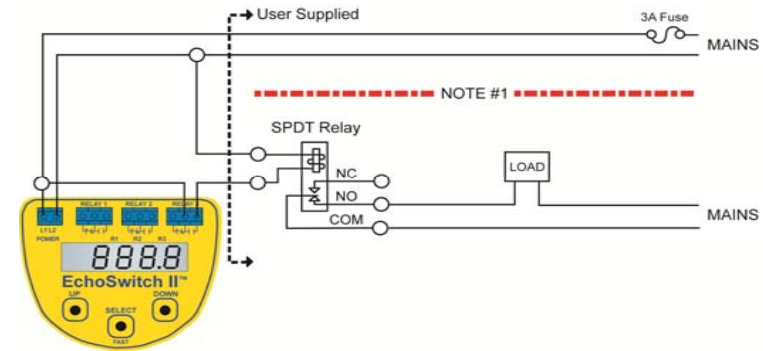 User Supplied
3A Fuse
MAINS
NOTE #1
SPDT Relay
NC
NO
COM
LOAD
MAINS
RELAY 1 RELAY 2 RELAY
L1 L2
POWER R1 R2 R3
888.8
EchoSwitch II™
UP DOWN
SELECT
FAST